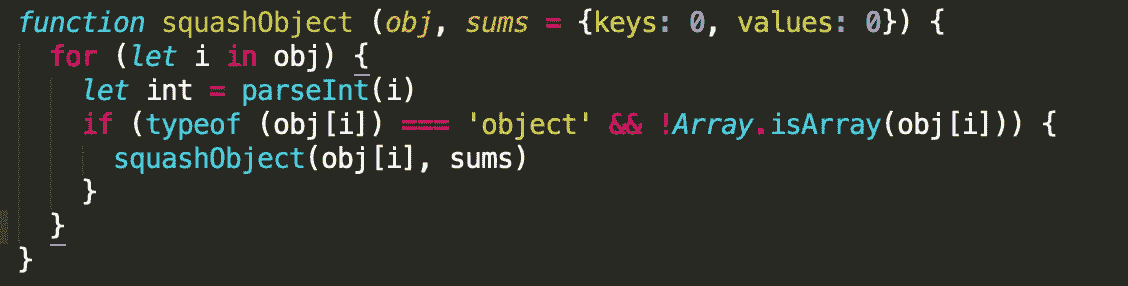 function squashObject (obj, sums = {keys: 0, values: 0}) {
  for (let i in obj) {
    let int = parseInt(i)
    if (typeof (obj[i]) === 'object' && !Array.isArray(obj[i])) {
      squashObject(obj[i], sums)
    }
  }
}